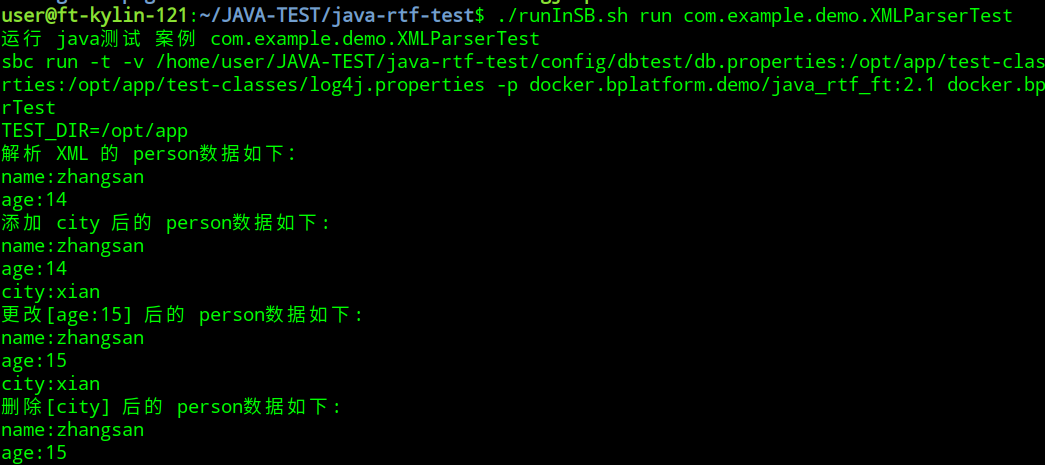 user@ft-kylin-121:~/JAVA-TEST/java-rtf-test$ ./runInSB.sh run com.example.demo.XMLParserTest
运行 java测试 案例 com.example.demo.XMLParserTest
sbc run -t -v /home/user/JAVA-TEST/java-rtf-test/config/dbtest/db.properties:/opt/app/test-clas
rties:/opt/app/test-classes/log4j.properties -p docker.bplatform.demo/java_rtf_ft:2.1 docker.bp
rTest
TEST_DIR=/opt/app
解析 XML 的 person数据如下:
name:zhangsan
age:14
添加 city 后的 person数据如下:
name:zhangsan
age:14
city:xian
更改[age:15] 后的 person数据如下:
name:zhangsan
age:15
city:xian
删除[city] 后的 person数据如下:
name:zhangsan
age:15